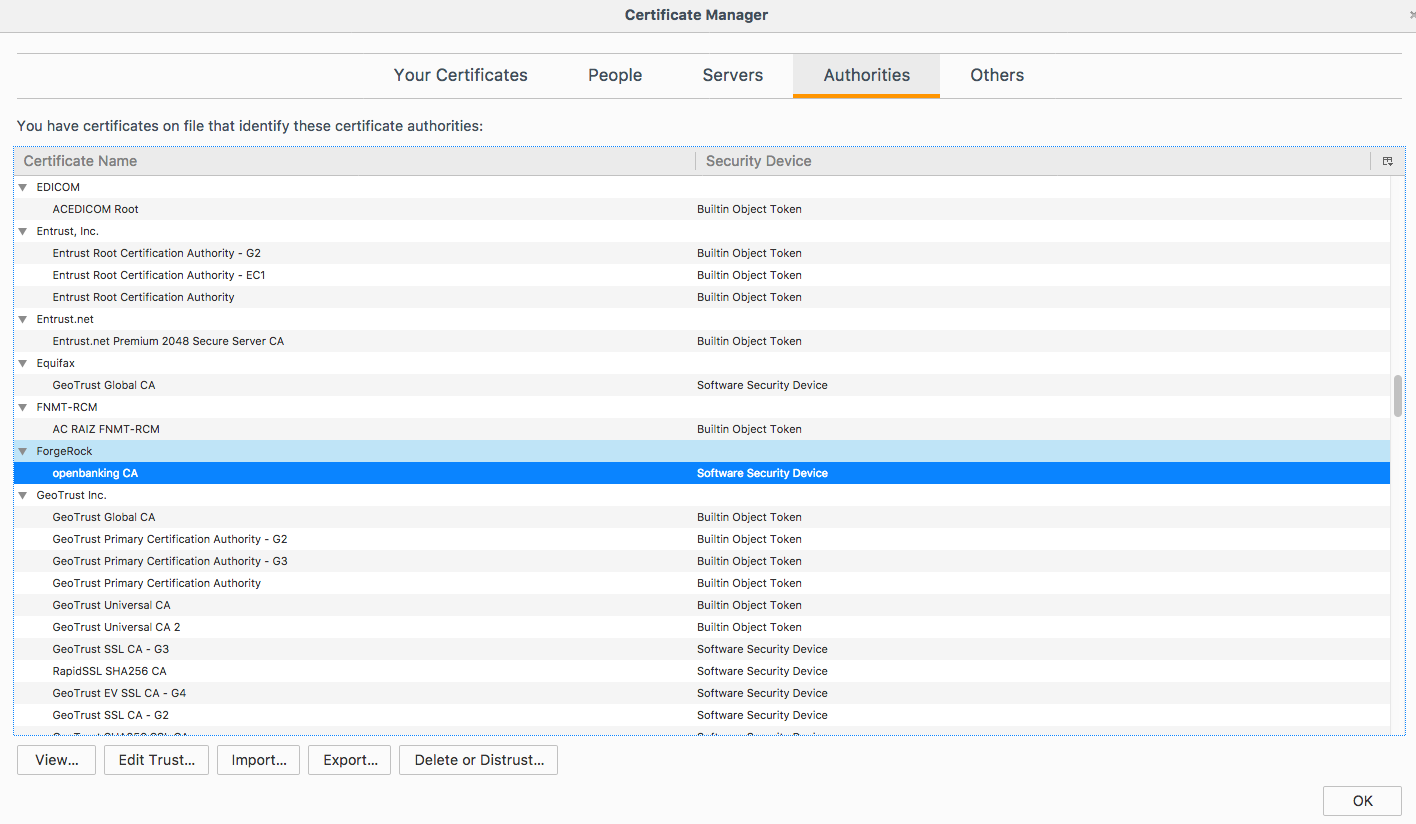 Certificate Manager
Your Certificates People Servers Authorities Others
You have certificates on file that identify these certificate authorities:
Certificate Name Security Device
EDICOM
ACEDICOM Root Builtin Object Token
Entrust, Inc.
Entrust Root Certification Authority - G2 Builtin Object Token
Entrust Root Certification Authority - EC1 Builtin Object Token
Entrust Root Certification Authority Builtin Object Token
Entrust.net
Entrust.net Premium 2048 Secure Server CA Builtin Object Token
Equifax
GeoTrust Global CA Software Security Device
FNMT-RCM
AC RAIZ FNMT-RCM Builtin Object Token
ForgeRock
openbanking CA Software Security Device
GeoTrust Inc.
GeoTrust Global CA Builtin Object Token
GeoTrust Primary Certification Authority - G2 Builtin Object Token
GeoTrust Primary Certification Authority - G3 Builtin Object Token
GeoTrust Primary Certification Authority Builtin Object Token
GeoTrust Universal CA Builtin Object Token
GeoTrust Universal CA 2 Builtin Object Token
GeoTrust SSL CA - G3 Software Security Device
RapidSSL SHA256 CA Software Security Device
GeoTrust EV SSL CA - G4 Software Security Device
GeoTrust SSL CA - G2 Software Security Device
View... Edit Trust... Import... Export... Delete or Distrust...
OK